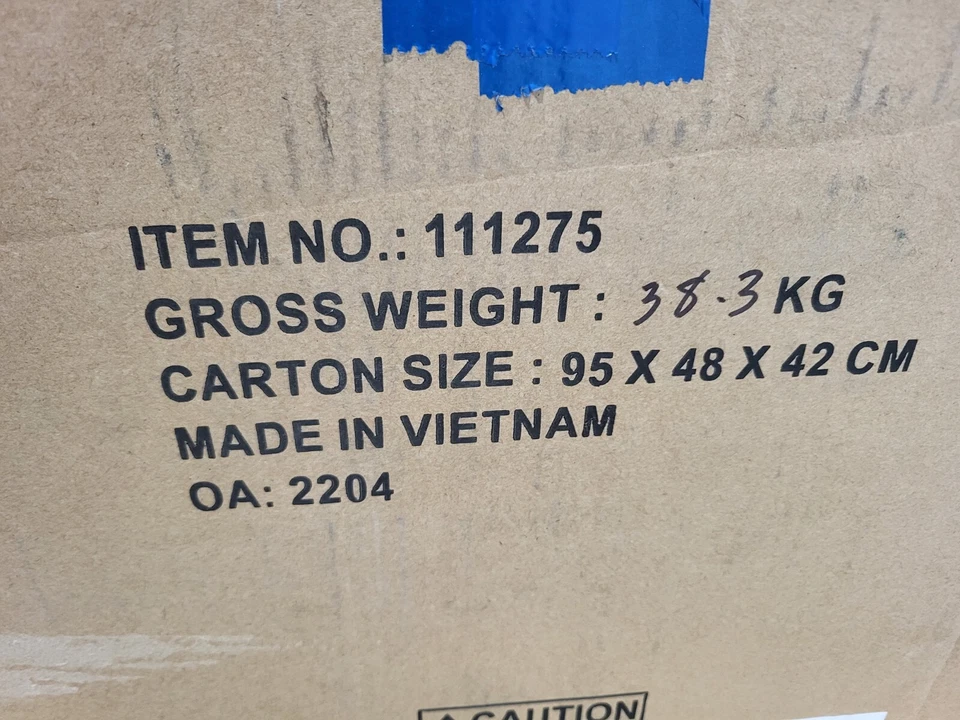 ITEM NO.: 111275
GROSS WEIGHT : 38.3 KG
CARTON SIZE : 95 X 48 X 42 CM
MADE IN VIETNAM
OA: 2204
CAUTION